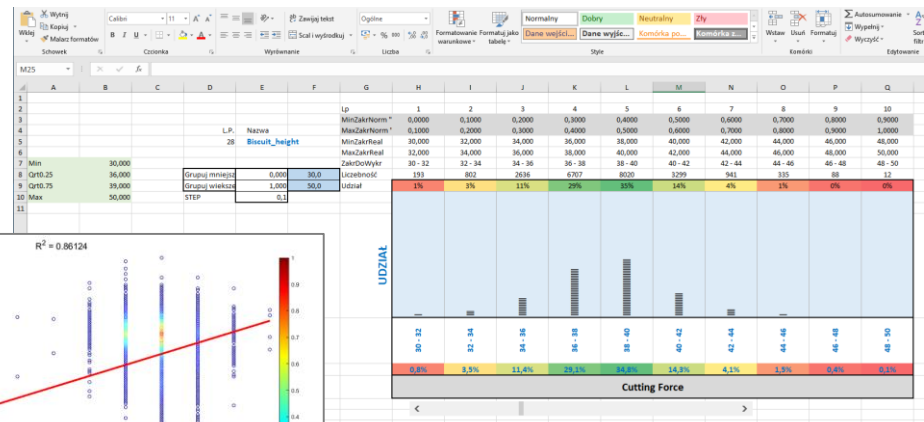 Wytnij
Kopiuj
Malarz formatów
Wklej
Schowek
Calibri
11
B I U
Czcionka
Zawijaj tekst
Scal i wyśrodkuj
Wyrównanie
Ogólne
% 000
Liczba
Formatowanie warunkowe
Formatuj jako tabelę
Normalny
Dobry
Neutralny
Zły
Dane wejści...
Dane wyjśc...
Komórka po...
Komórka z...
Style
Wstaw
Usuń
Formatuj
Komórki
Autosumowanie
Wypełnij
Wyczyść
Edytowanie
M25
fx
A B C D E F G H I J K L M N O P Q
1
2 Lp 1 2 3 4 5 6 7 8 9 10
3 MinZakrNorm 0,0000 0,1000 0,2000 0,3000 0,4000 0,5000 0,6000 0,7000 0,8000 0,9000
4 L.P. Nazwa MaxZakrNorm 0,1000 0,2000 0,3000 0,4000 0,5000 0,6000 0,7000 0,8000 0,9000 1,0000
5 28 Biscuit_height MinZakrReal 30,000 32,000 34,000 36,000 38,000 40,000 42,000 44,000 46,000 48,000
6 MaxZakrReal 32,000 34,000 36,000 38,000 40,000 42,000 44,000 46,000 48,000 50,000
7 Min 30,000 ZakrDoWykr 30 - 32 32 - 34 34 - 36 36 - 38 38 - 40 40 - 42 42 - 44 44 - 46 46 - 48 48 - 50
8 Qrt0.25 36,000 Grupuj mniejsz 0,000 30,0 Liczebność 193 802 2636 6707 8020 3299 941 335 88 12
9 Qrt0.75 39,000 Grupuj większe 1,000 50,0 Udział 1% 3% 11% 29% 35% 14% 4% 1% 0% 0%
10 Max 50,000 STEP 0,1
11
R² = 0.86124
1
0.9
0.8
0.7
0.6
0.5
0.4
UDZIAŁ
30 - 32 32 - 34 34 - 36 36 - 38 38 - 40 40 - 42 42 - 44 44 - 46 46 - 48 48 - 50
0,8% 3,5% 11,4% 29,1% 34,8% 14,3% 4,1% 1,5% 0,4% 0,1%
Cutting Force